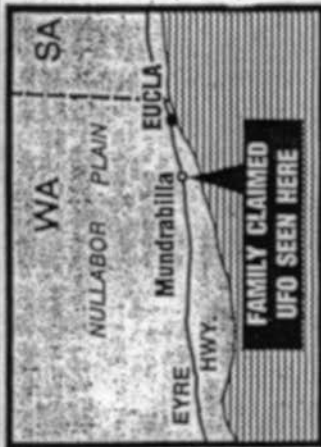 WA
SA
NULLABOR PLAIN
EUCLA
Mundrabilla
EYRE
HWY.
FAMILY CLAIMED
UFO SEEN HERE